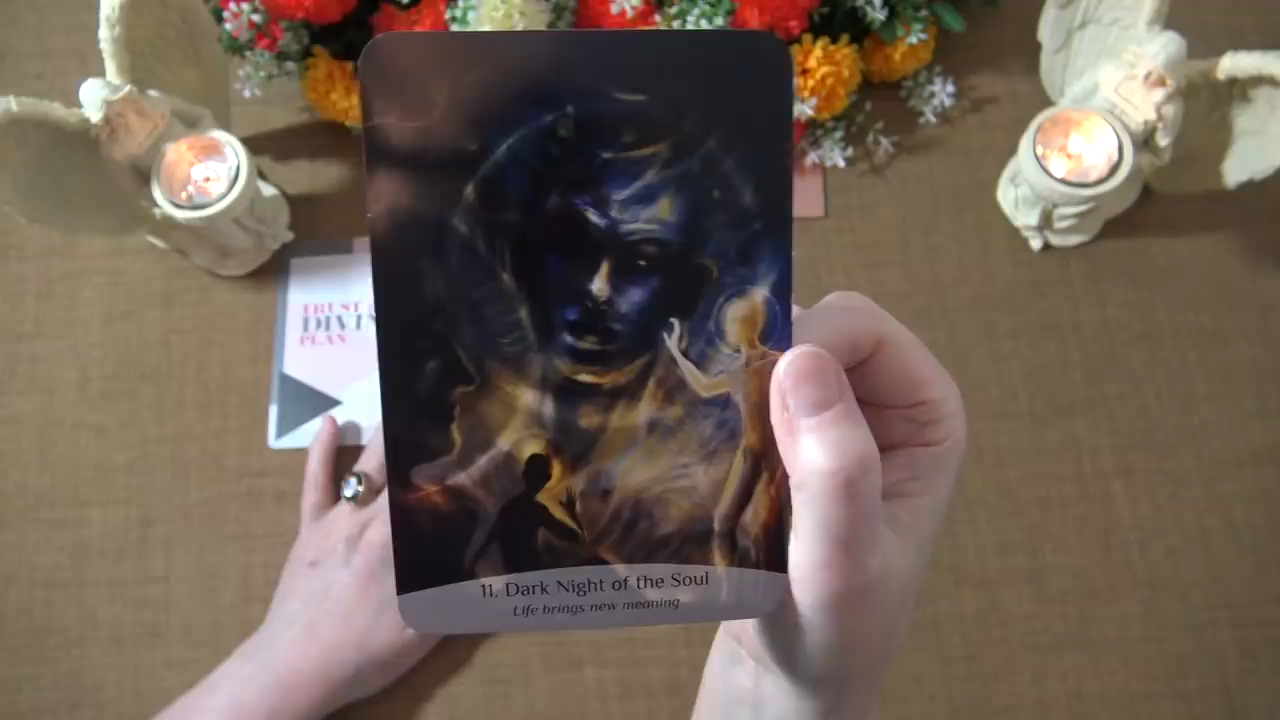 TRUST
DIVIN
PLAN
11. Dark Night of the Soul
Life brings new meaning